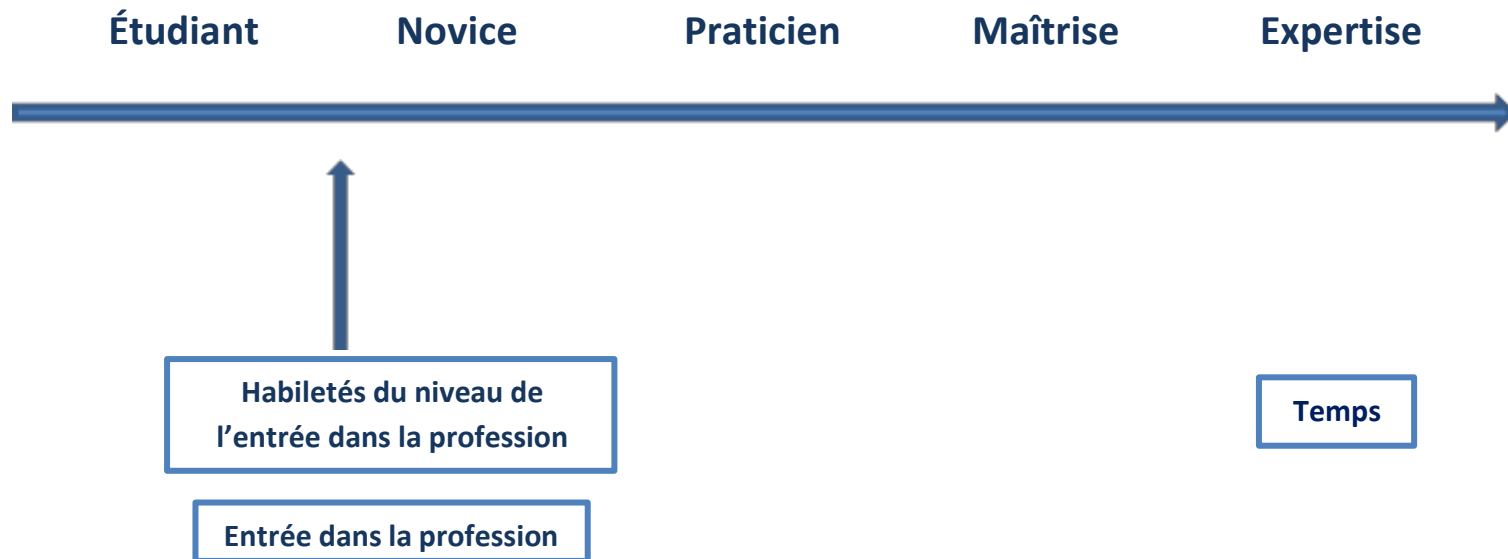 Étudiant Novice Praticien Maîtrise Expertise
Habiletés du niveau de
l’entrée dans la profession
Temps
Entrée dans la profession